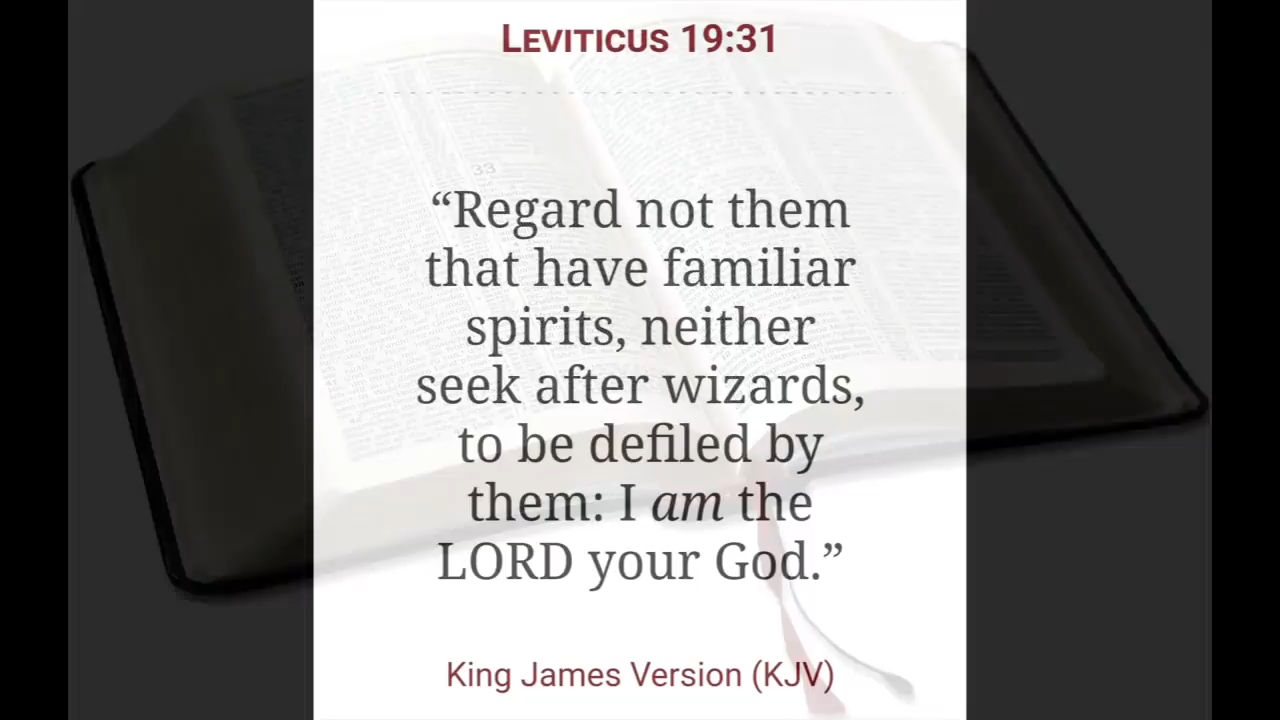 LEVITICUS 19:31
33
“Regard not them
that have familiar
spirits, neither
seek after wizards,
to be defiled by
them: I am the
LORD your God.”
King James Version (KJV)